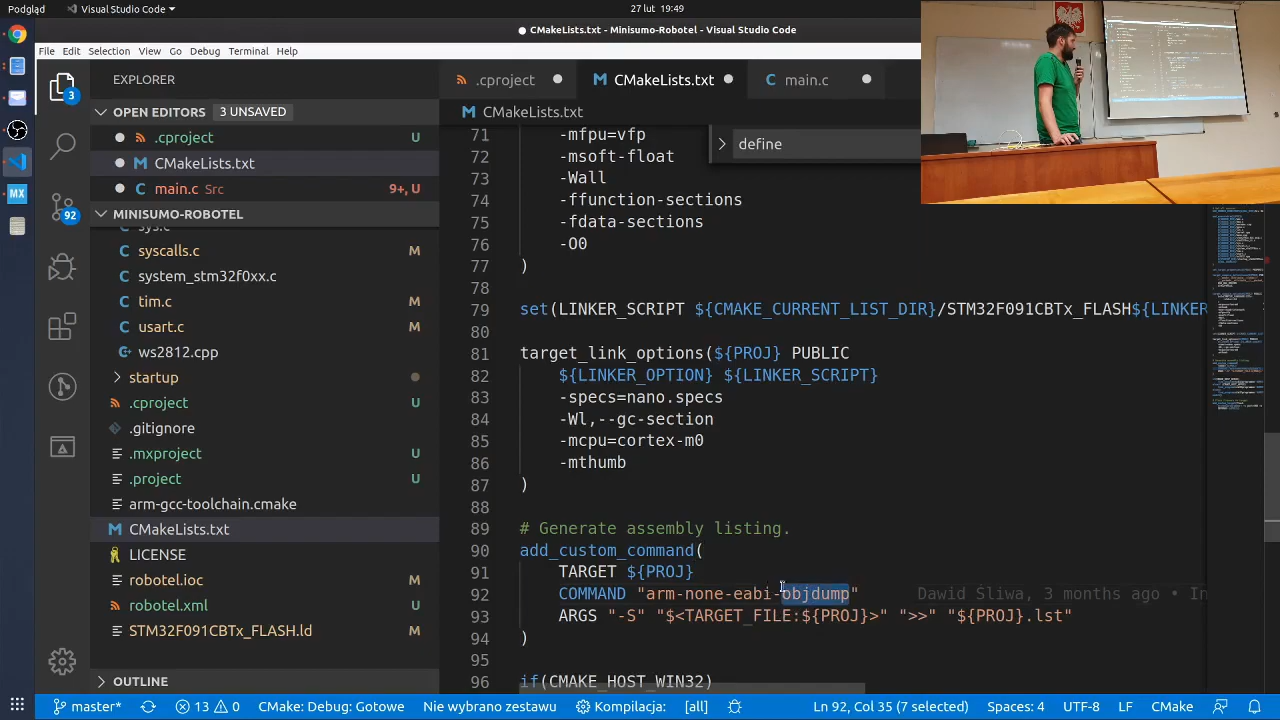 Podgląd
Visual Studio Code
27 lut 19:49
CMakeLists.txt - Minisumo-Robotel - Visual Studio Code
File Edit Selection View Go Debug Terminal Help
EXPLORER
.cproject
CMakeLists.txt
main.c
OPEN EDITORS 3 UNSAVED
.cproject U
CMakeLists.txt
main.c Src 9+, U
MINISUMO-ROBOTEL
syscalls.c M
system_stm32f0xx.c
tim.c M
usart.c M
ws2812.cpp
startup
.cproject U
.gitignore
.mxproject U
.project U
arm-gcc-toolchain.cmake
CMakeLists.txt
LICENSE
robotel.ioc M
robotel.xml U
STM32F091CBTx_FLASH.ld M
OUTLINE
3
92
MX
CMakeLists.txt
define
71 -mfpu=vfp
72 -msoft-float
73 -Wall
74 -ffunction-sections
75 -fdata-sections
76 -O0
77 )
78
79 set(LINKER_SCRIPT ${CMAKE_CURRENT_LIST_DIR}/STM32F091CBTx_FLASH${LINKER
80
81 et_link_options(${PROJ} LIC
82 ${LINKER_OPTION} ${LINKER_SCRIPT}
83 -specs=nano.specs
84 -Wl,--gc-section
85 -mcpu=cortex-m0
86 -mthumb
87 )
88
89 # Generate assembly listing.
90 add_custom_command(
91 TARGET ${PROJ}
92 COMMAND "arm-none-eabi-objdump" Dawid Śliwa, 3 months ago • In
93 ARGS "-S" "$<TARGET_FILE:${PROJ}>" ">>" "${PROJ}.lst"
94 )
95
96 if(CMAKE_HOST_WIN32)
master* 13 0 CMake: Debug: Gotowe Nie wybrano zestawu Kompilacja: [all] Ln 92, Col 35 (7 selected) Spaces: 4 UTF-8 LF CMake